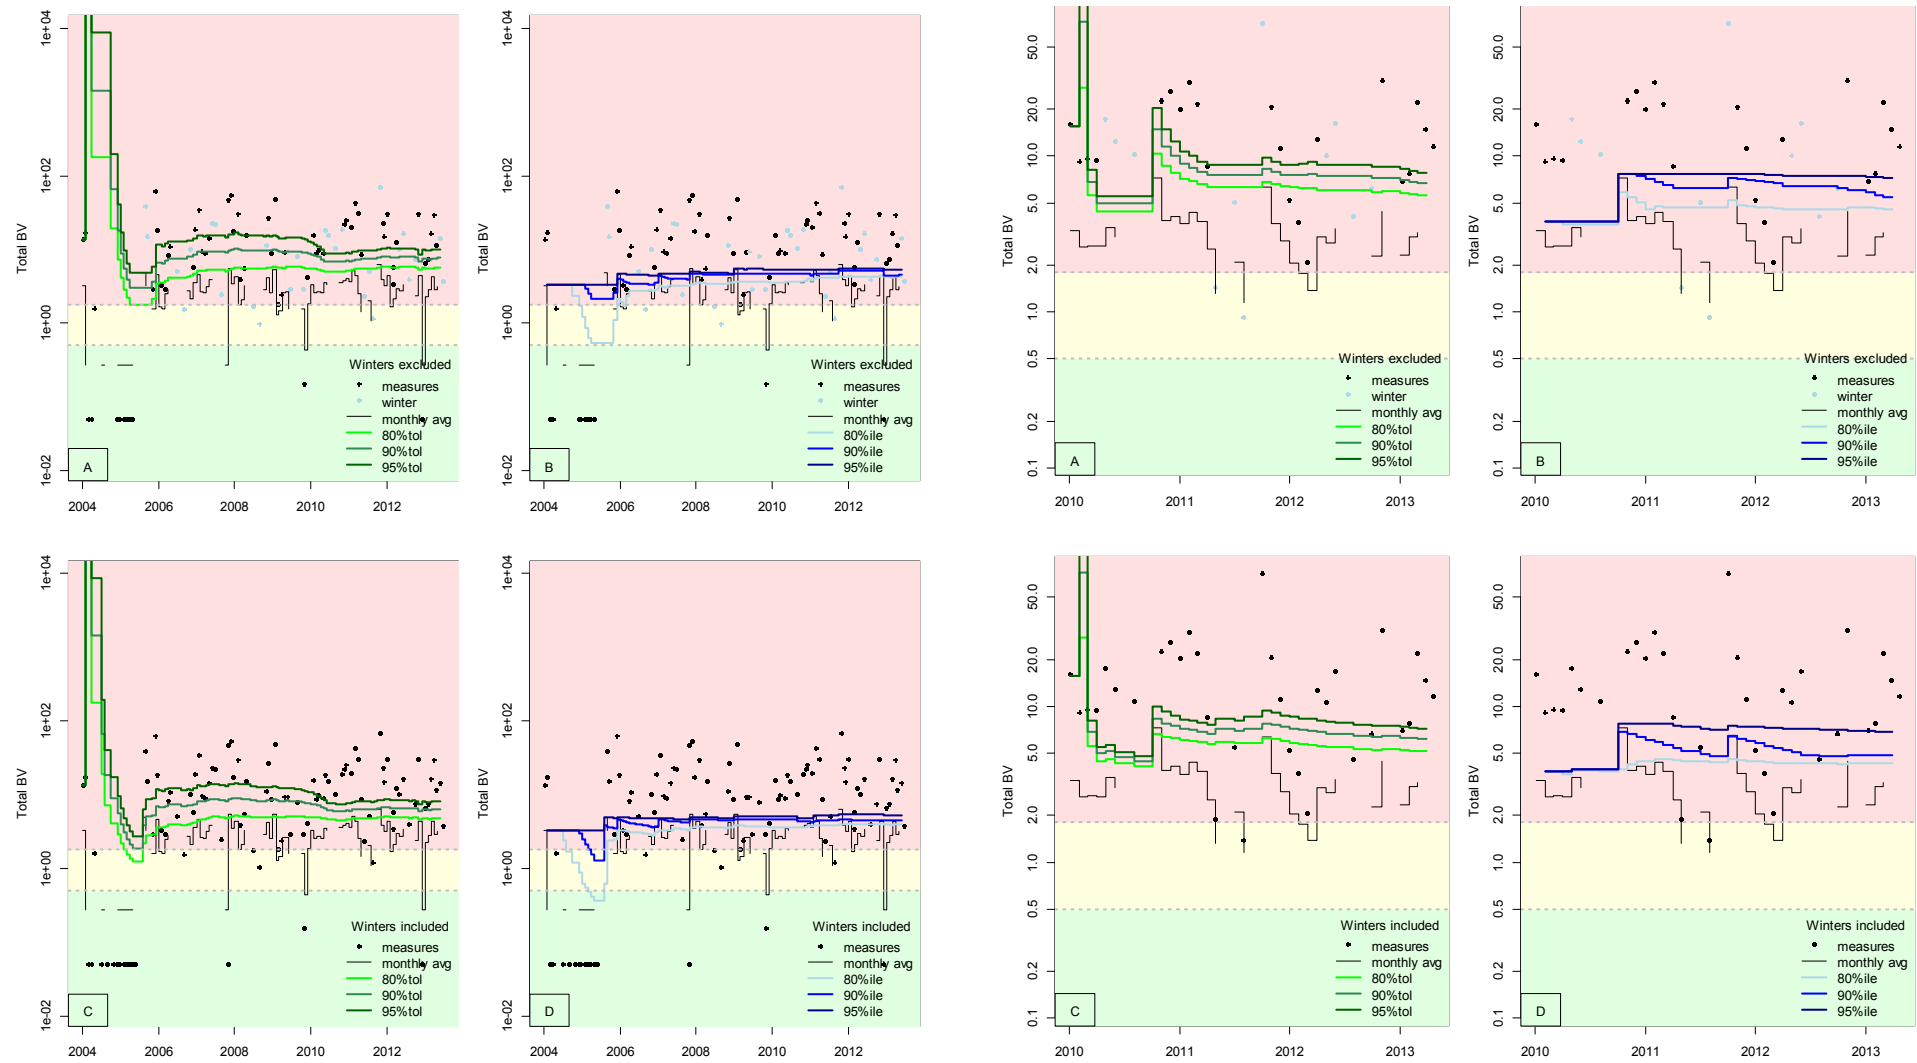 Total BV
1e+04
1e+02
1e+00
1e-02
Winters excluded
measures
winter
monthly avg
80%tol
90%tol
95%tol
A
2004 2006 2008 2010 2012
Total BV
1e+04
1e+02
1e+00
1e-02
Winters excluded
measures
winter
monthly avg
80%ile
90%ile
95%ile
B
2004 2006 2008 2010 2012
Total BV
50.0
20.0
10.0
5.0
2.0
1.0
0.5
0.2
0.1
Winters excluded
measures
winter
monthly avg
80%tol
90%tol
95%tol
A
2010 2011 2012 2013
Total BV
50.0
20.0
10.0
5.0
2.0
1.0
0.5
0.2
0.1
Winters excluded
measures
winter
monthly avg
80%ile
90%ile
95%ile
B
2010 2011 2012 2013
Total BV
1e+04
1e+02
1e+00
1e-02
Winters included
measures
monthly avg
80%tol
90%tol
95%tol
C
2004 2006 2008 2010 2012
Total BV
1e+04
1e+02
1e+00
1e-02
Winters included
measures
monthly avg
80%ile
90%ile
95%ile
D
2004 2006 2008 2010 2012
Total BV
50.0
20.0
10.0
5.0
2.0
1.0
0.5
0.2
0.1
Winters included
measures
monthly avg
80%tol
90%tol
95%tol
C
2010 2011 2012 2013
Total BV
50.0
20.0
10.0
5.0
2.0
1.0
0.5
0.2
0.1
Winters included
measures
monthly avg
80%ile
90%ile
95%ile
D
2010 2011 2012 2013